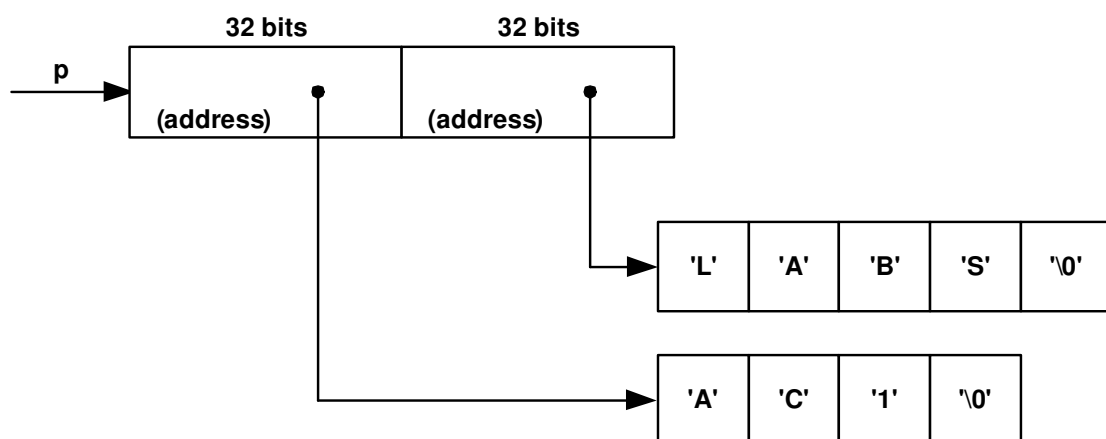 32 bits 32 bits
p
(address) (address)
'L' 'A' 'B' 'S' '\0'
'A' 'C' '1' '\0'